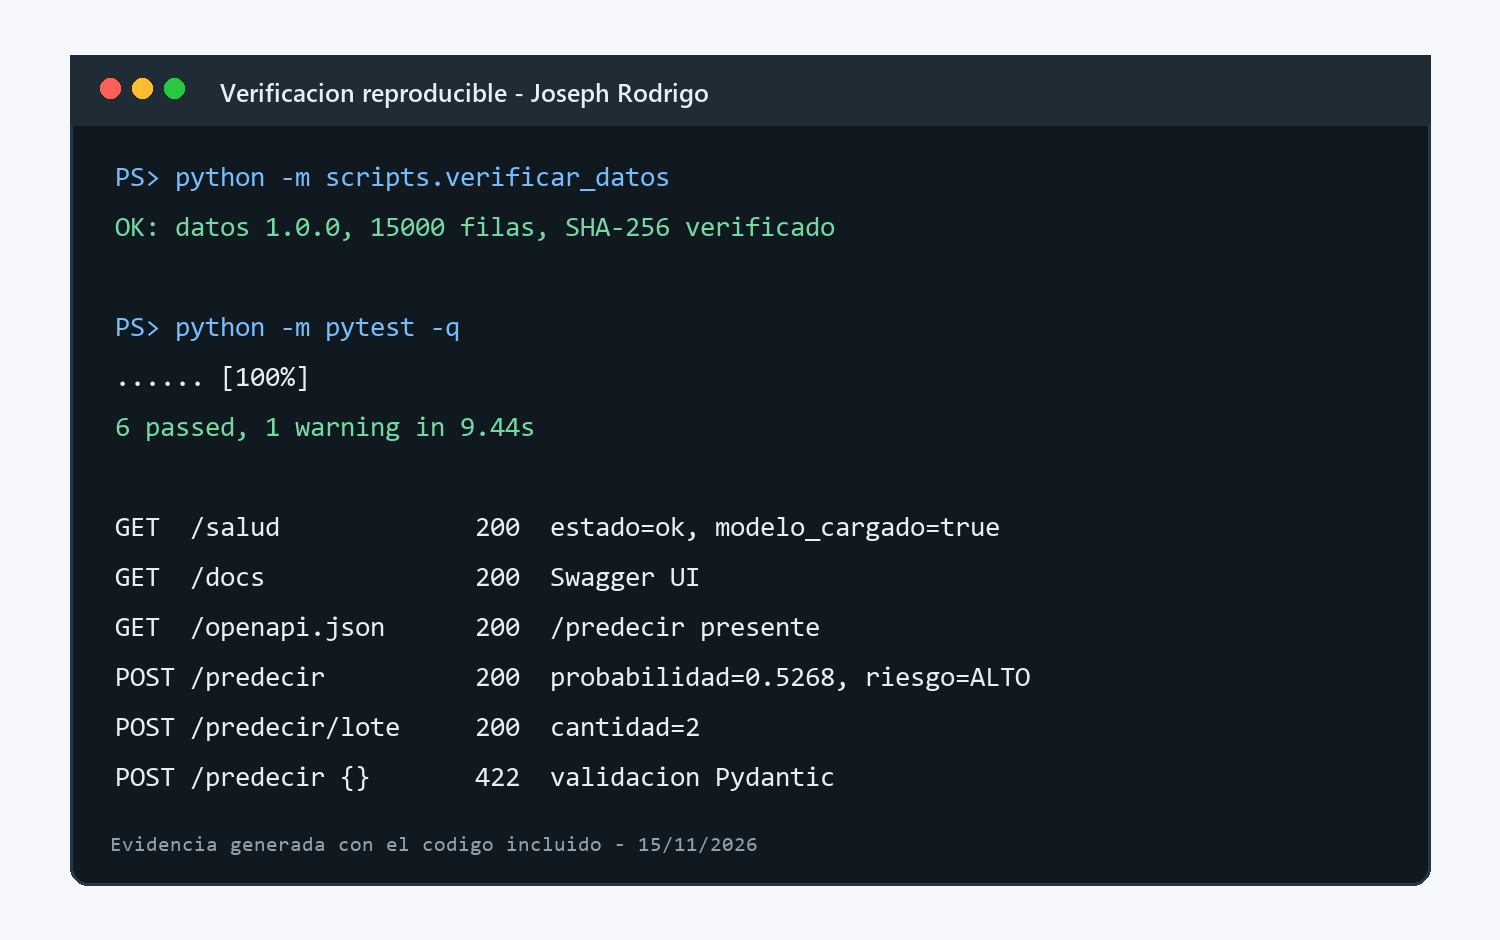 Verificacion reproducible - Joseph Rodrigo
PS> python -m scripts.verificar_datos
OK: datos 1.0.0, 15000 filas, SHA-256 verificado
PS> python -m pytest -q
...... [100%]
6 passed, 1 warning in 9.44s
GET /salud 200 estado=ok, modelo_cargado=true
GET /docs 200 Swagger UI
GET /openapi.json 200 /predecir presente
POST /predecir 200 probabilidad=0.5268, riesgo=ALTO
POST /predecir/lote 200 cantidad=2
POST /predecir {} 422 validacion Pydantic
Evidencia generada con el codigo incluido - 15/11/2026